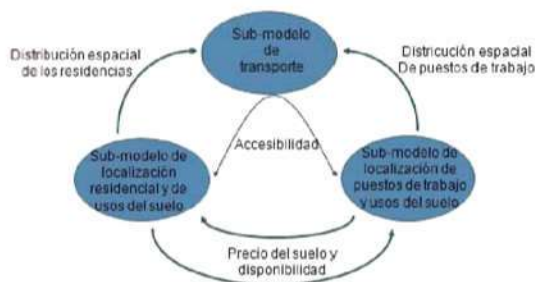 Sub-modelo
de
transporte
Distribución espacial
de los residencias
Districución espacial
De puestos de trabajo
Accesibilidad
Sub-modelo de
localización
residencial y de
usos del suelo
Sub-modelo de
localización de
puestos de trabajo
y usos del suelo
Precio del suelo y
disponibilidad